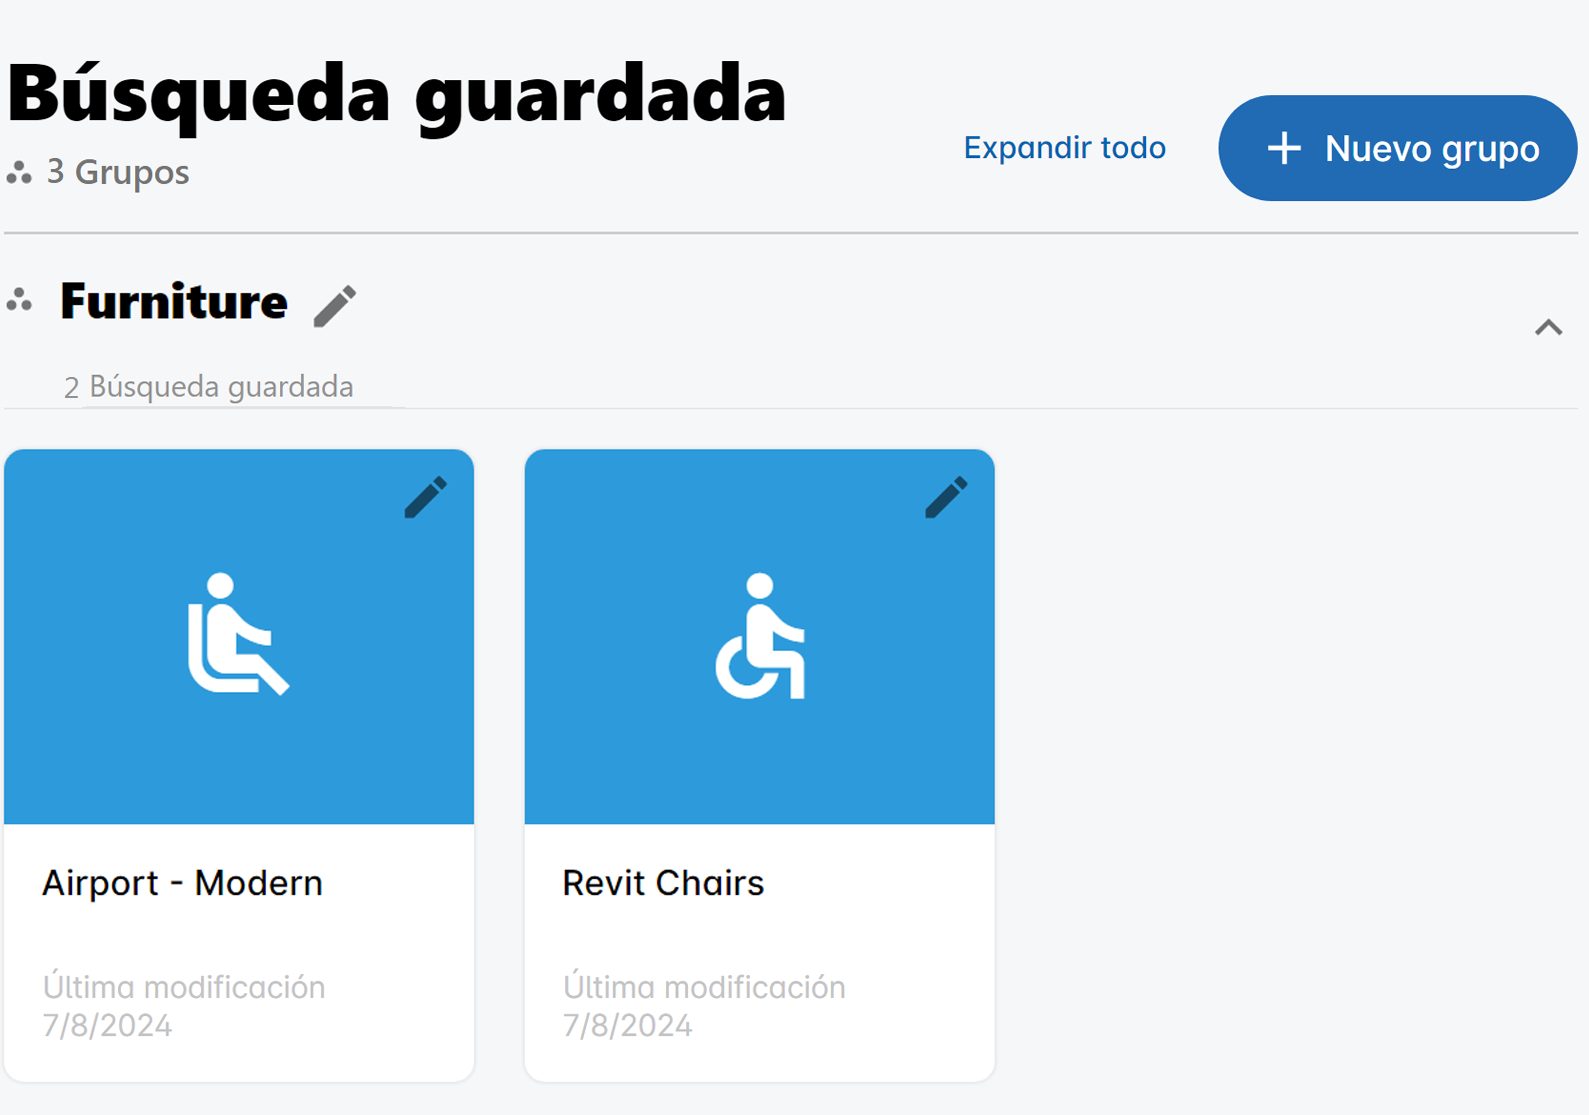 Búsqueda guardada
3 Grupos
Expandir todo
+ Nuevo grupo
Furniture
2 Búsqueda guardada
Airport - Modern
Última modificación
7/8/2024
Revit Chairs
Última modificación
7/8/2024